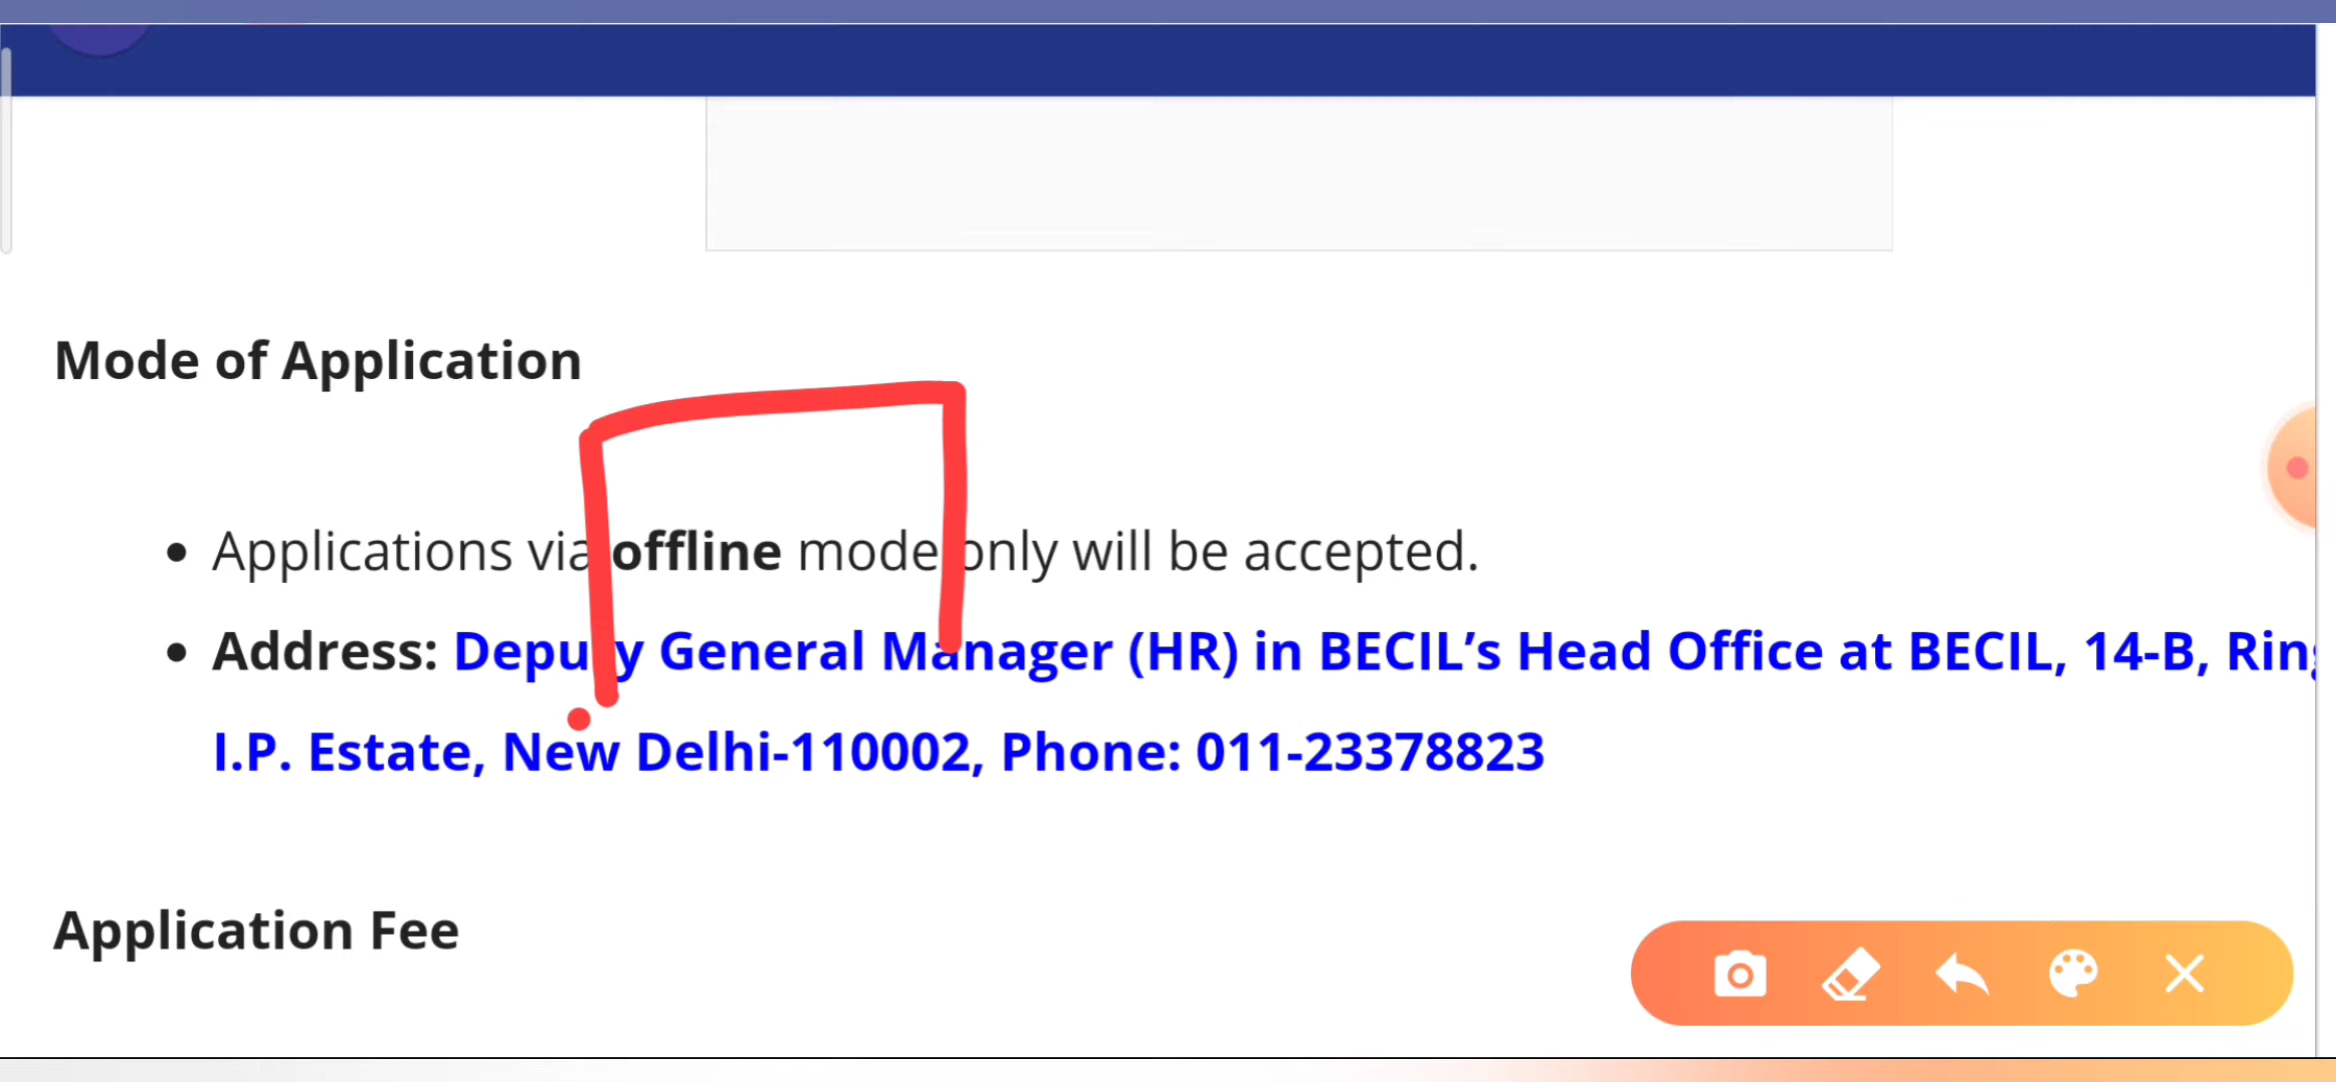 Mode of Application
Applications via offline mode only will be accepted.
Address: Deputy General Manager (HR) in BECIL’s Head Office at BECIL, 14-B,
I.P. Estate, New Delhi-110002, Phone: 011-23378823
Application Fee